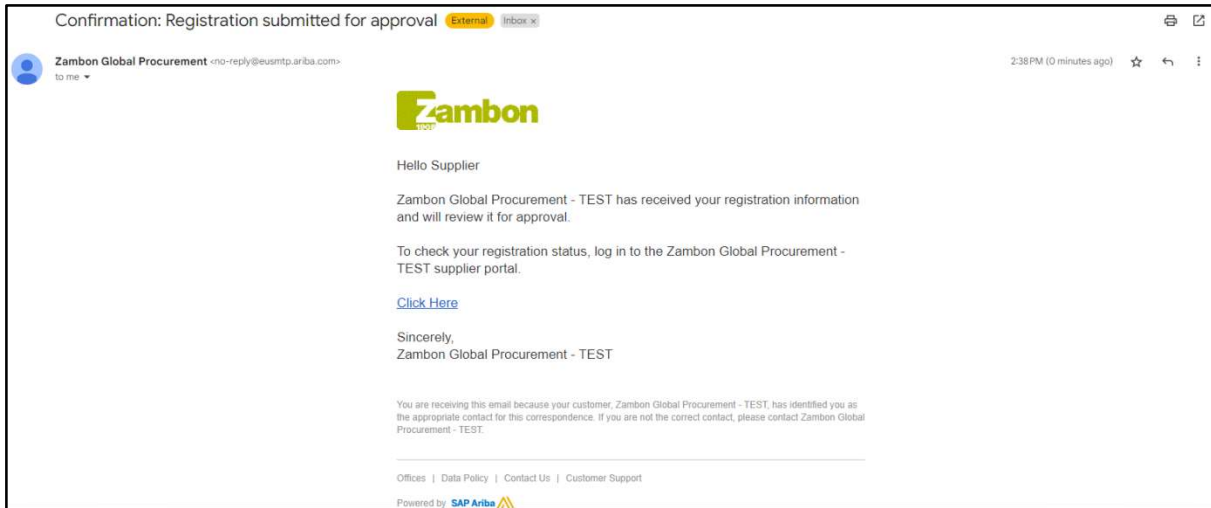 Confirmation: Registration submitted for approval External Inbox x
Zambon Global Procurement <no-reply@eusmtp.ariba.com> 2:38 PM (0 minutes ago)
to me
Zambon
1906
Hello Supplier
Zambon Global Procurement - TEST has received your registration information
and will review it for approval.
To check your registration status, log in to the Zambon Global Procurement -
TEST supplier portal.
Click Here
Sincerely,
Zambon Global Procurement - TEST
You are receiving this email because your customer, Zambon Global Procurement - TEST, has identified you as
the appropriate contact for this correspondence. If you are not the correct contact, please contact Zambon Global
Procurement - TEST.
Offices | Data Policy | Contact Us | Customer Support
Powered by SAP Ariba